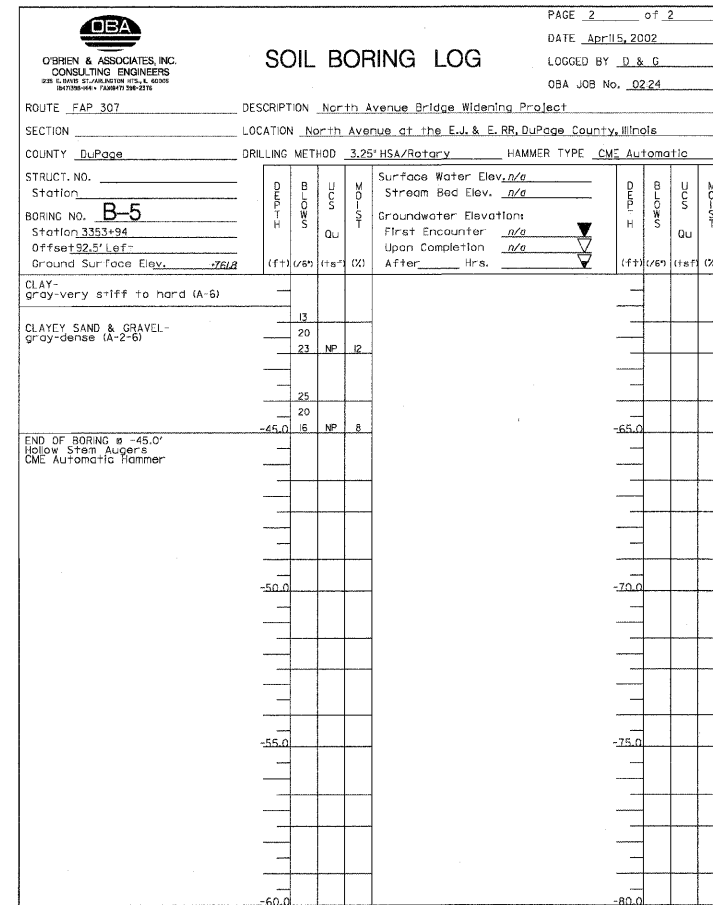 PAGE 2 of 2
OBA
DATE April 5, 2002
O'BRIEN & ASSOCIATES, INC.
CONSULTING ENGINEERS
SOIL BORING LOG
LOGGED BY D & G
OBA JOB No. 02224
ROUTE FAP 307 DESCRIPTION North Avenue Bridge Widening Project
SECTION LOCATION North Avenue at the E.J. & E. RR, DuPage County, Illinois
COUNTY DuPage DRILLING METHOD 3.25" HSA/Rotary HAMMER TYPE CME Automatic
STRUCT. NO.
Station
BORING NO. B-5
Station 3353+94
Offset 92.5' Left
Ground Surface Elev.
DEPTH (ft)
BLOWS (/6")
UCS Qu (tsf)
MOIST (%)
Surface Water Elev. n/a
Stream Bed Elev. n/a
Groundwater Elevation:
First Encounter n/a
Upon Completion n/a
After Hrs.
DEPTH (ft)
BLOWS (/6")
UCS Qu (tsf)
CLAY-
gray-very stiff to hard (A-6)
13
CLAYEY SAND & GRAVEL-
gray-dense (A-2-6)
20
23 NP 12
25
20
-45.0 16 NP 8 -65.0
END OF BORING @ -45.0'
Hollow Stem Augers
CME Automatic Hammer
-50.0 -70.0
-55.0 -75.0
-60.0 -80.0